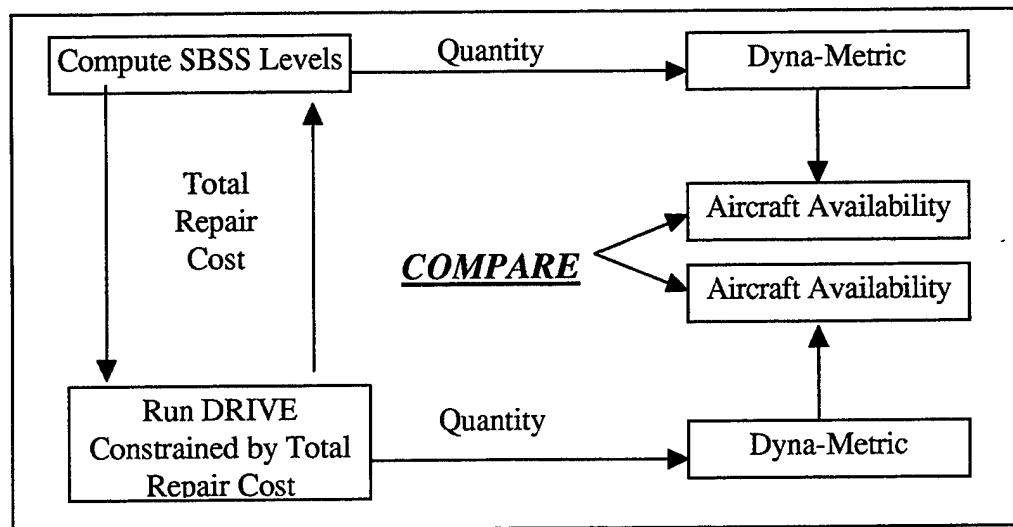 Compute SBSS Levels
Quantity
Dyna-Metric
Total
Repair
Cost
Aircraft Availability
COMPARE
Aircraft Availability
Run DRIVE
Constrained by Total
Repair Cost
Quantity
Dyna-Metric